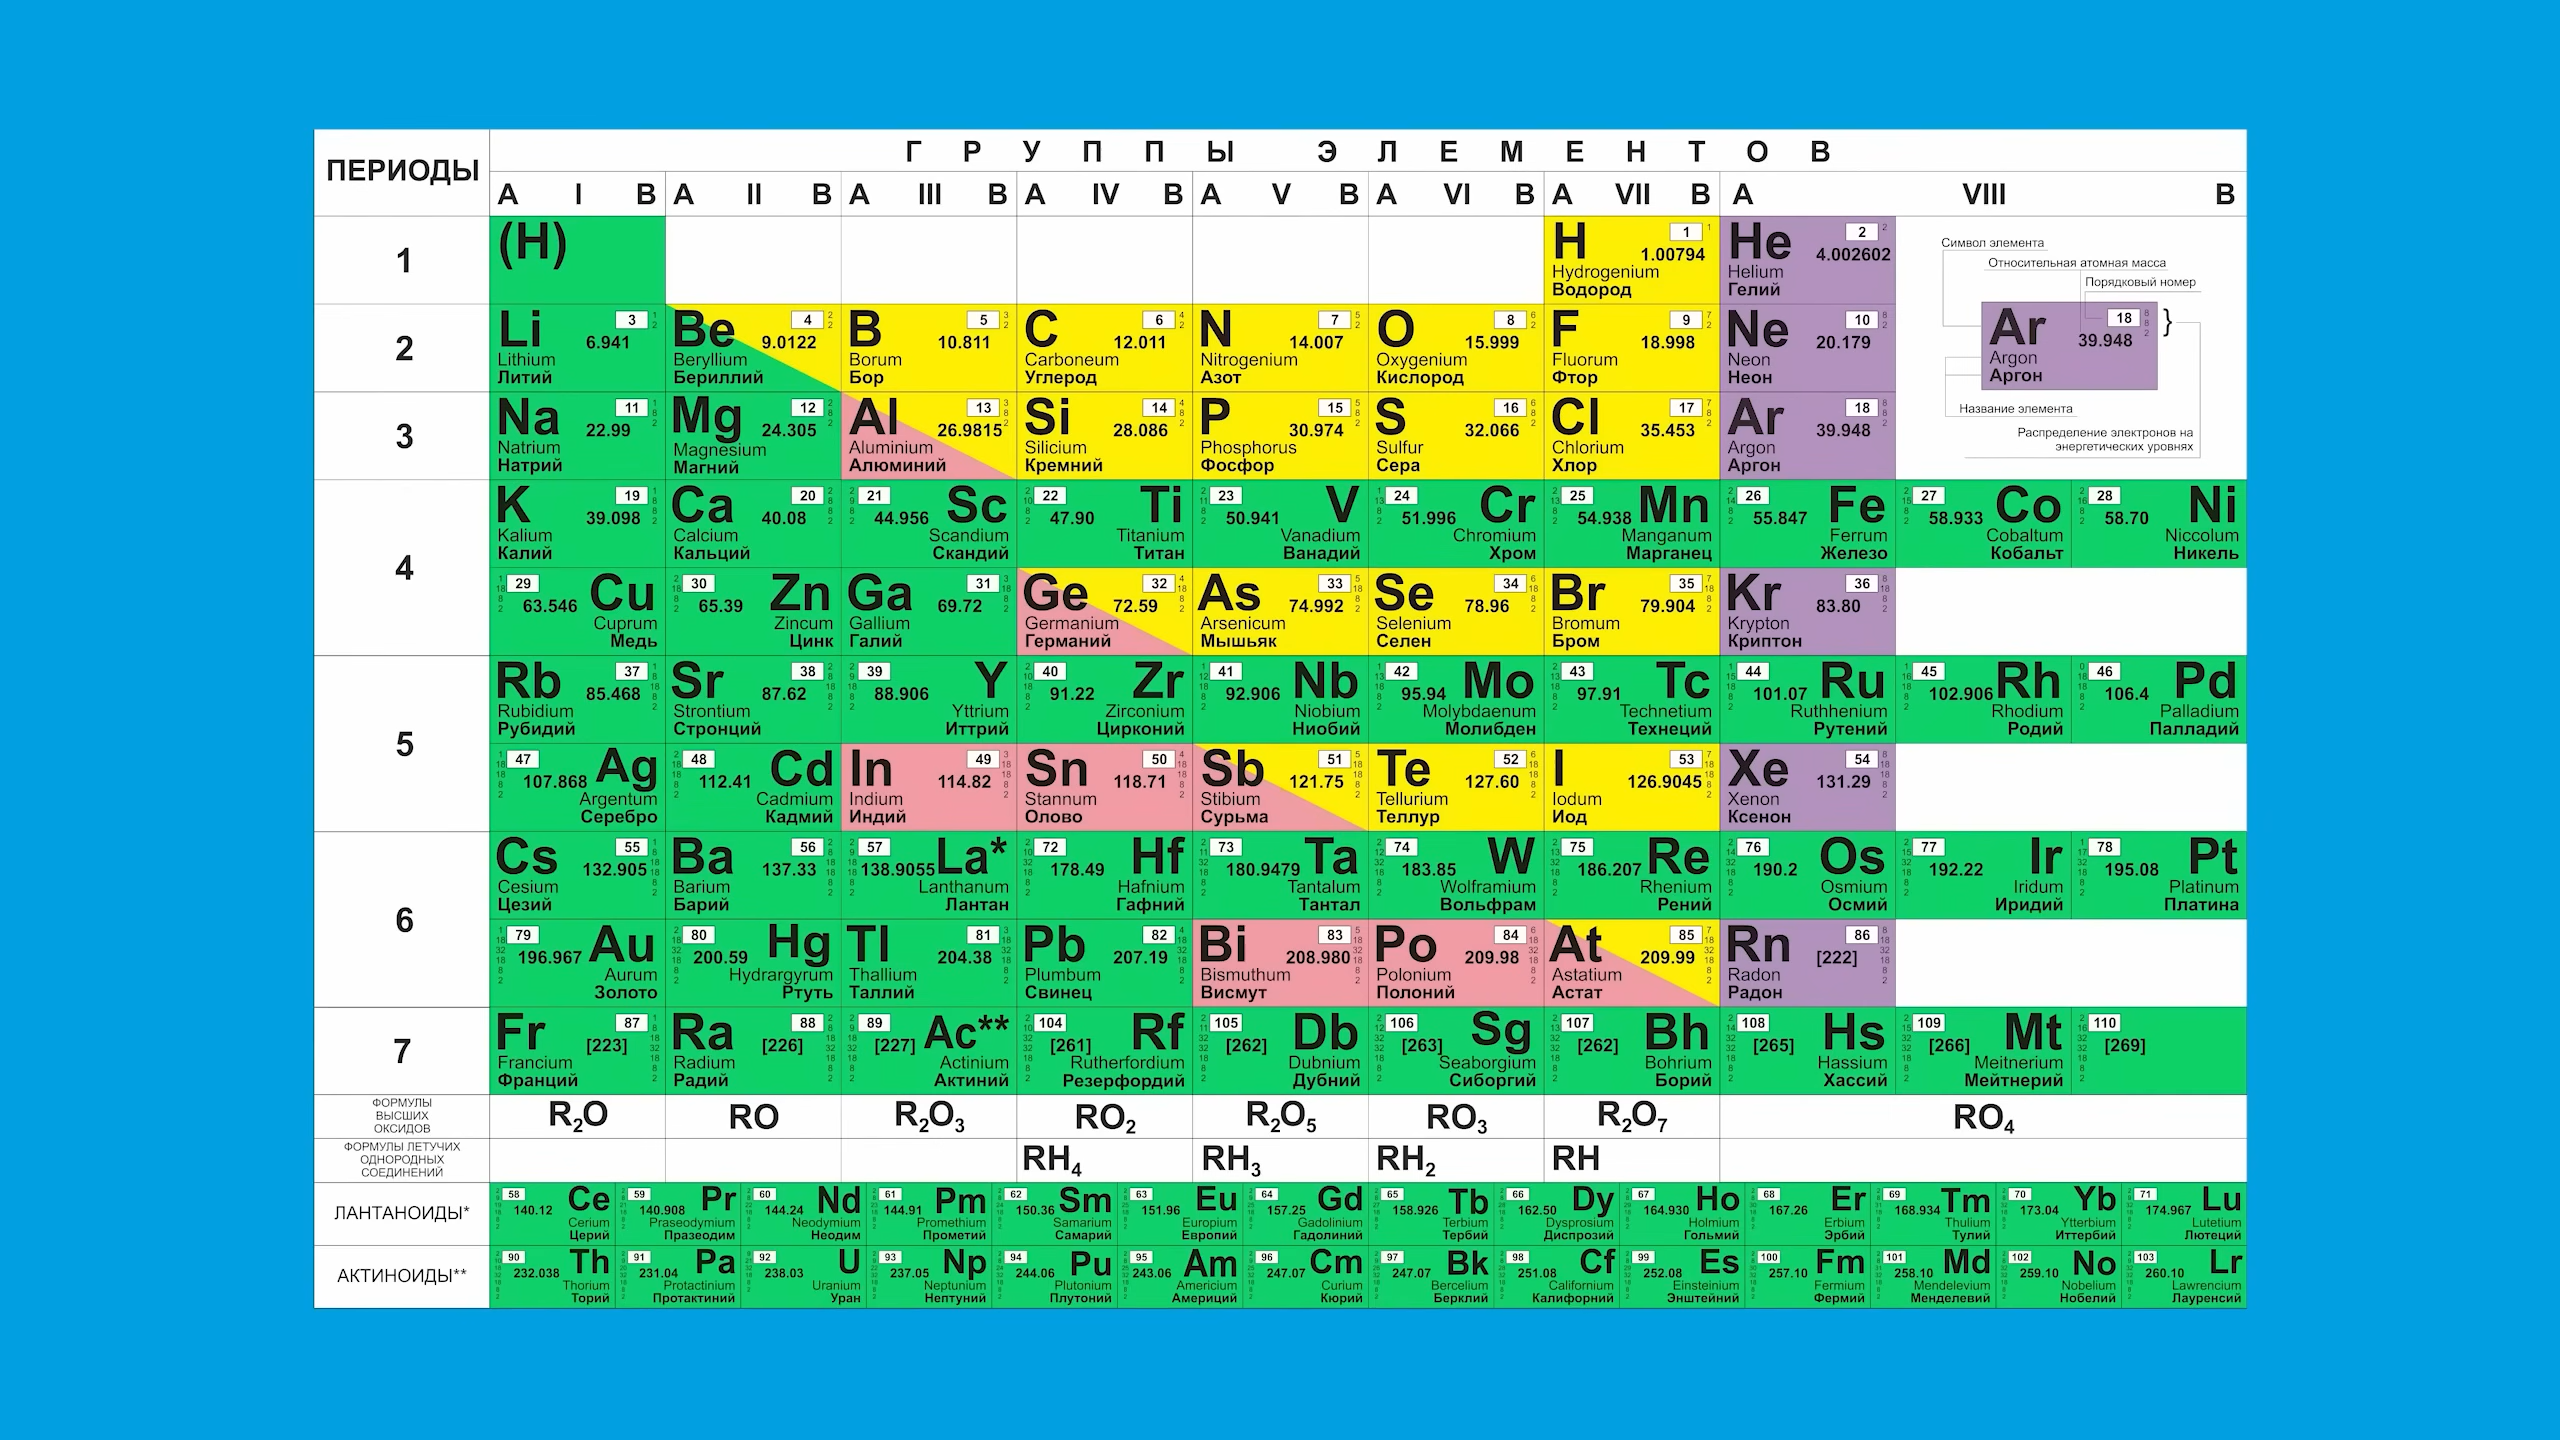 ПЕРИОДЫ
ГРУППЫ ЭЛЕМЕНТОВ
A I B A II B A III B A IV B A V B A VI B A VII B A VIII B
1
(H)
H 1 1.00794 Hydrogenium Водород
He 2 4.002602 Helium Гелий
Символ элемента
Относительная атомная масса
Порядковый номер
Ar 18 39.948 Argon Аргон
Название элемента
Распределение электронов на
энергетических уровнях
2
Li 3 6.941 Lithium Литий
Be 4 9.0122 Beryllium Бериллий
B 5 10.811 Borum Бор
C 6 12.011 Carboneum Углерод
N 7 14.007 Nitrogenium Азот
O 8 15.999 Oxygenium Кислород
F 9 18.998 Fluorum Фтор
Ne 10 20.179 Neon Неон
3
Na 11 22.99 Natrium Натрий
Mg 12 24.305 Magnesium Магний
Al 13 26.9815 Aluminium Алюминий
Si 14 28.086 Silicium Кремний
P 15 30.974 Phosphorus Фосфор
S 16 32.066 Sulfur Сера
Cl 17 35.453 Chlorium Хлор
Ar 18 39.948 Argon Аргон
4
K 19 39.098 Kalium Калий
Ca 20 40.08 Calcium Кальций
21 44.956 Sc Scandium Скандий
22 47.90 Ti Titanium Титан
23 50.941 V Vanadium Ванадий
24 51.996 Cr Chromium Хром
25 54.938 Mn Manganum Марганец
26 55.847 Fe Ferrum Железо
27 58.933 Co Cobaltum Кобальт
28 58.70 Ni Niccolum Никель
29 63.546 Cu Cuprum Медь
30 65.39 Zn Zincum Цинк
Ga 31 69.72 Gallium Галий
Ge 32 72.59 Germanium Германий
As 33 74.992 Arsenicum Мышьяк
Se 34 78.96 Selenium Селен
Br 35 79.904 Bromum Бром
Kr 36 83.80 Krypton Криптон
5
Rb 37 85.468 Rubidium Рубидий
Sr 38 87.62 Strontium Стронций
39 88.906 Y Yttrium Иттрий
40 91.22 Zr Zirconium Цирконий
41 92.906 Nb Niobium Ниобий
42 95.94 Mo Molybdaenum Молибден
43 97.91 Tc Technetium Технеций
44 101.07 Ru Ruthhenium Рутений
45 102.906 Rh Rhodium Родий
46 106.4 Pd Palladium Палладий
47 107.868 Ag Argentum Серебро
48 112.41 Cd Cadmium Кадмий
In 49 114.82 Indium Индий
Sn 50 118.71 Stannum Олово
Sb 51 121.75 Stibium Сурьма
Te 52 127.60 Tellurium Теллур
I 53 126.9045 Iodum Иод
Xe 54 131.29 Xenon Ксенон
6
Cs 55 132.905 Cesium Цезий
Ba 56 137.33 Barium Барий
57 138.9055 La* Lanthanum Лантан
72 178.49 Hf Hafnium Гафний
73 180.9479 Ta Tantalum Тантал
74 183.85 W Wolframium Вольфрам
75 186.207 Re Rhenium Рений
76 190.2 Os Osmium Осмий
77 192.22 Ir Iridum Иридий
78 195.08 Pt Platinum Платина
79 196.967 Au Aurum Золото
80 200.59 Hg Hydrargyrum Ртуть
Tl 81 204.38 Thallium Таллий
Pb 82 207.19 Plumbum Свинец
Bi 83 208.980 Bismuthum Висмут
Po 84 209.98 Polonium Полоний
At 85 209.99 Astatium Астат
Rn 86 [222] Radon Радон
7
Fr 87 [223] Francium Франций
Ra 88 [226] Radium Радий
89 [227] Ac** Actinium Актиний
104 [261] Rf Rutherfordium Резерфордий
105 [262] Db Dubnium Дубний
106 [263] Sg Seaborgium Сиборгий
107 [262] Bh Bohrium Борий
108 [265] Hs Hassium Хассий
109 [266] Mt Meitnerium Мейтнерий
110 [269]
ФОРМУЛЫ
ВЫСШИХ
ОКСИДОВ
R₂O RO R₂O₃ RO₂ R₂O₅ RO₃ R₂O₇ RO₄
ФОРМУЛЫ ЛЕТУЧИХ
ОДНОРОДНЫХ
СОЕДИНЕНИЙ
RH₄ RH₃ RH₂ RH
ЛАНТАНОИДЫ*
58 140.12 Ce Cerium Церий
59 140.908 Pr Praseodymium Празеодим
60 144.24 Nd Neodymium Неодим
61 144.91 Pm Promethium Прометий
62 150.36 Sm Samarium Самарий
63 151.96 Eu Europium Европий
64 157.25 Gd Gadolinium Гадолиний
65 158.926 Tb Terbium Тербий
66 162.50 Dy Dysprosium Диспрозий
67 164.930 Ho Holmium Гольмий
68 167.26 Er Erbium Эрбий
69 168.934 Tm Thulium Тулий
70 173.04 Yb Ytterbium Иттербий
71 174.967 Lu Lutetium Лютеций
АКТИНОИДЫ**
90 232.038 Th Thorium Торий
91 231.04 Pa Protactinium Протактиний
92 238.03 U Uranium Уран
93 237.05 Np Neptunium Нептуний
94 244.06 Pu Plutonium Плутоний
95 243.06 Am Americium Америций
96 247.07 Cm Curium Кюрий
97 247.07 Bk Bercelium Берклий
98 251.08 Cf Californium Калифорний
99 252.08 Es Einsteinium Энштейний
100 257.10 Fm Fermium Фермий
101 258.10 Md Mendelevium Менделевий
102 259.10 No Nobelium Нобелий
103 260.10 Lr Lawrencium Лауренсий